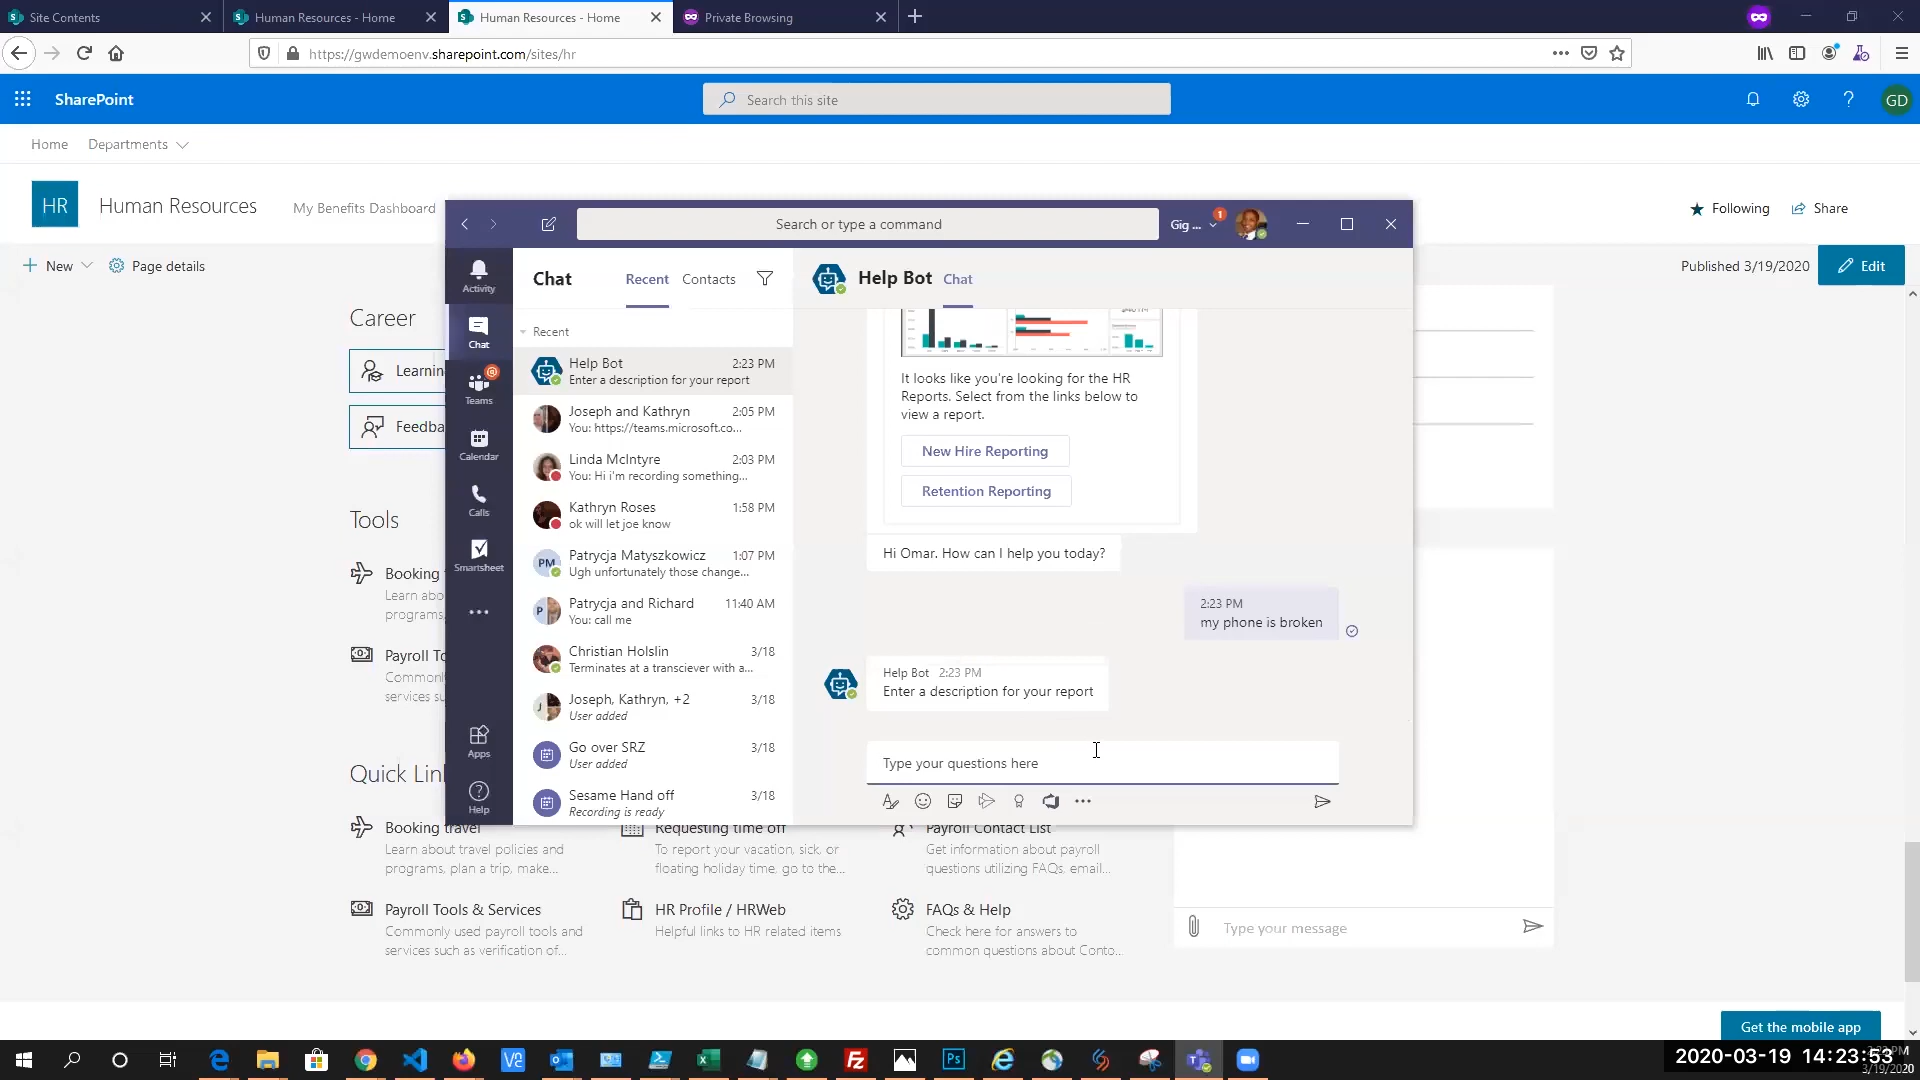 Site Contents
Human Resources - Home
Human Resources - Home
Private Browsing
https://gwdemoenv.sharepoint.com/sites/hr
SharePoint
Search this site
GD
Home
Departments
HR
Human Resources
My Benefits Dashboard
Following
Share
New
Page details
Published 3/19/2020
Edit
Career
Tools
Booking
Learn abo
programs,
Commonly
services su
Booking travel
Learn about travel policies and
programs, plan a trip, make...
Requesting time off
To report your vacation, sick, or
floating holiday time, go to the...
Payroll Contact List
Get information about payroll
questions utilizing FAQs, email...
Payroll Tools & Services
Commonly used payroll tools and
services such as verification of...
HR Profile / HRWeb
Helpful links to HR related items
FAQs & Help
Check here for answers to
common questions about Conto...
Type your message
Get the mobile app
Search or type a command
Gig ...
1
Activity
Chat
Teams
Calendar
Calls
Smartsheet
Apps
Help
Chat
Recent
Contacts
Recent
Help Bot 2:23 PM
Enter a description for your report
Joseph and Kathryn 2:05 PM
You: https://teams.microsoft.co...
Linda McIntyre 2:03 PM
You: Hi i'm recording something...
Kathryn Roses 1:58 PM
ok will let joe know
PM
Patrycja Matyszkowicz 1:07 PM
Ugh unfortunately those change...
P
Patrycja and Richard 11:40 AM
You: call me
Christian Holslin 3/18
Terminates at a transciever with a...
J
Joseph, Kathryn, +2 3/18
User added
Go over SRZ 3/18
User added
Sesame Hand off 3/18
Recording is ready
Help Bot
Chat
It looks like you're looking for the HR
Reports. Select from the links below to
view a report.
New Hire Reporting
Retention Reporting
Hi Omar. How can I help you today?
2:23 PM
my phone is broken
Help Bot 2:23 PM
Enter a description for your report
Type your questions here
2020-03-19 14:23:53
3/19/2020